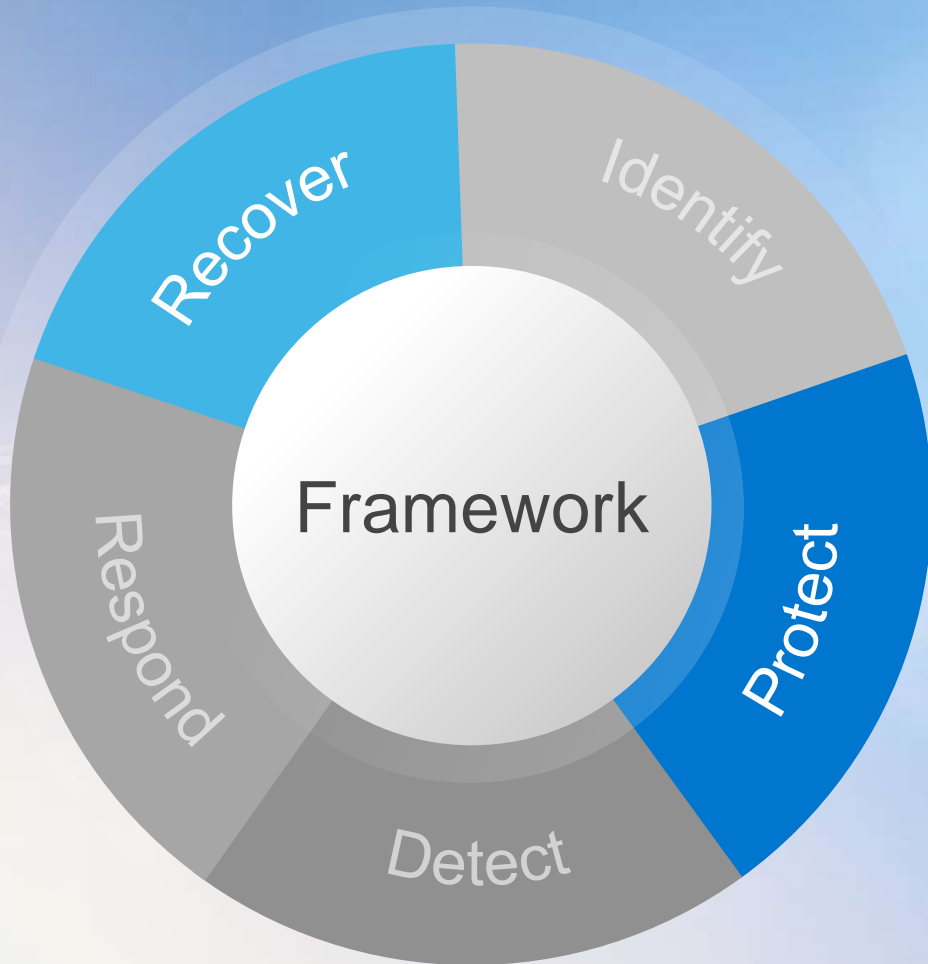 Identify
Protect
Detect
Respond
Recover
Framework